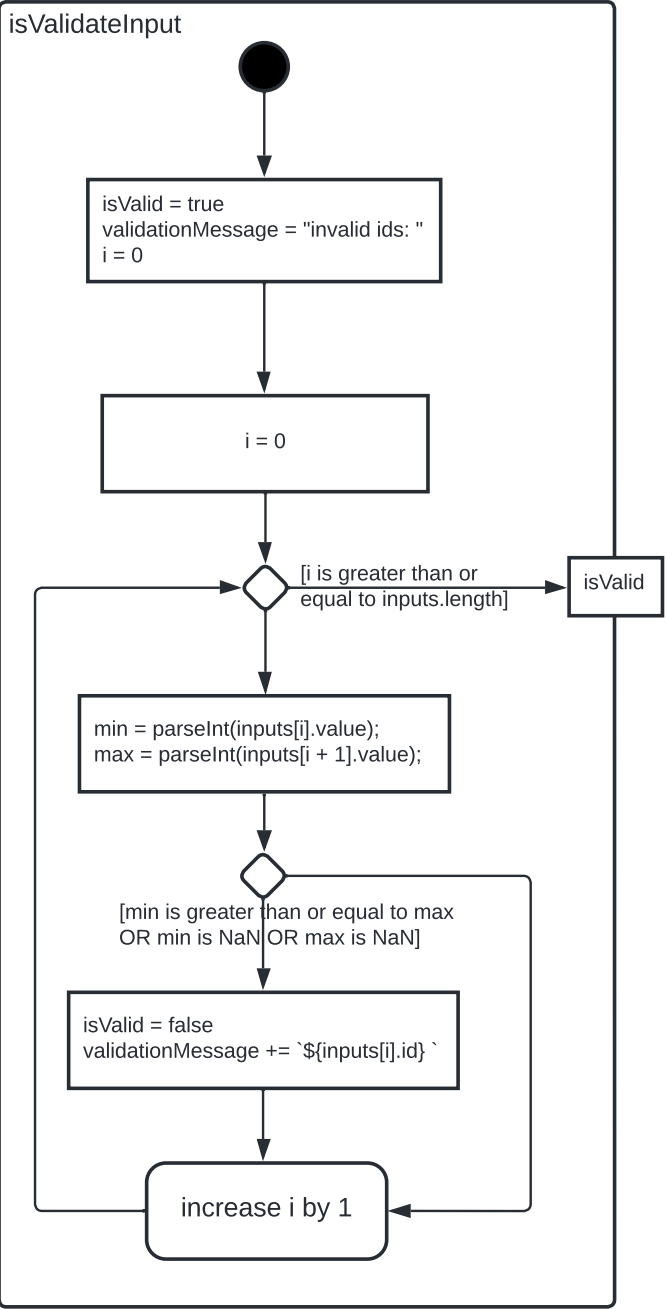 isValidateInput
isValid = true
validationMessage = "invalid ids: "
i = 0
i = 0
[i is greater than or
equal to inputs.length]
isValid
min = parseInt(inputs[i].value);
max = parseInt(inputs[i + 1].value);
[min is greater than or equal to max
OR min is NaN OR max is NaN]
isValid = false
validationMessage += `${inputs[i].id} `
increase i by 1